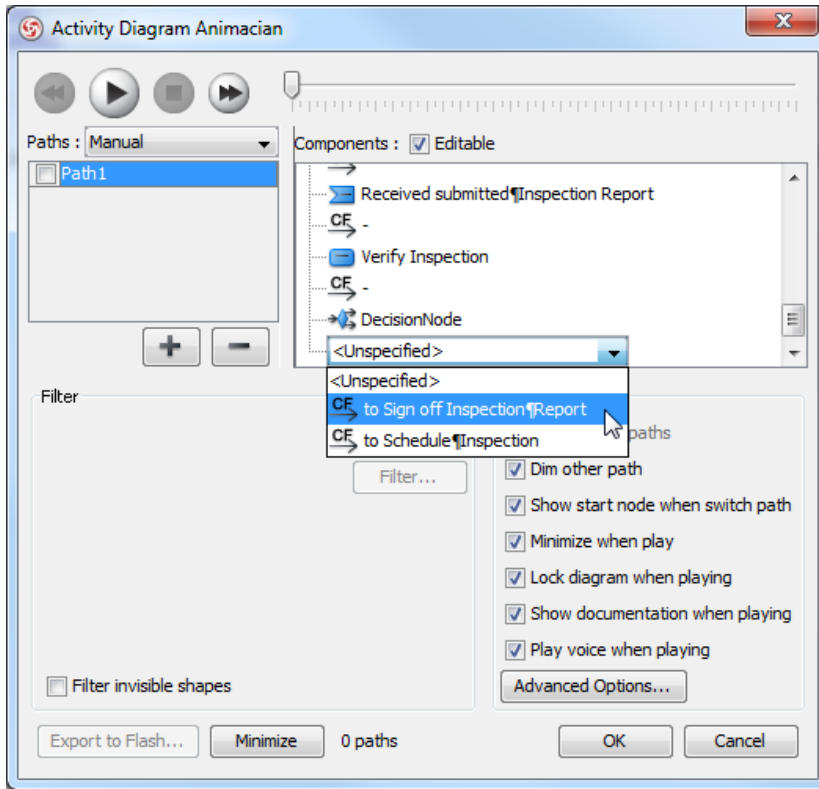 Activity Diagram Animacian
Paths : Manual
Components : Editable
Path1
Received submitted¶Inspection Report
CF -
Verify Inspection
CF -
DecisionNode
<Unspecified>
<Unspecified>
CF to Sign off Inspection¶Report
CF to Schedule¶Inspection
Filter
paths
Filter...
Dim other path
Show start node when switch path
Minimize when play
Lock diagram when playing
Show documentation when playing
Play voice when playing
Filter invisible shapes
Advanced Options...
Export to Flash...
Minimize
0 paths
OK
Cancel